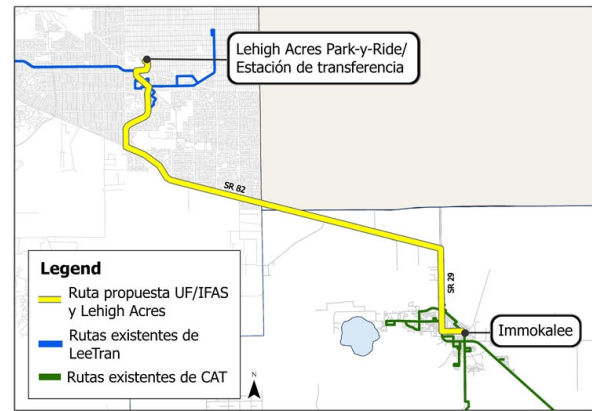 Lehigh Acres Park-y-Ride/
Estación de transferencia
SR 82
SR 29
Immokalee
Legend
Ruta propuesta UF/IFAS
y Lehigh Acres
Rutas existentes de
LeeTran
Rutas existentes de CAT
N